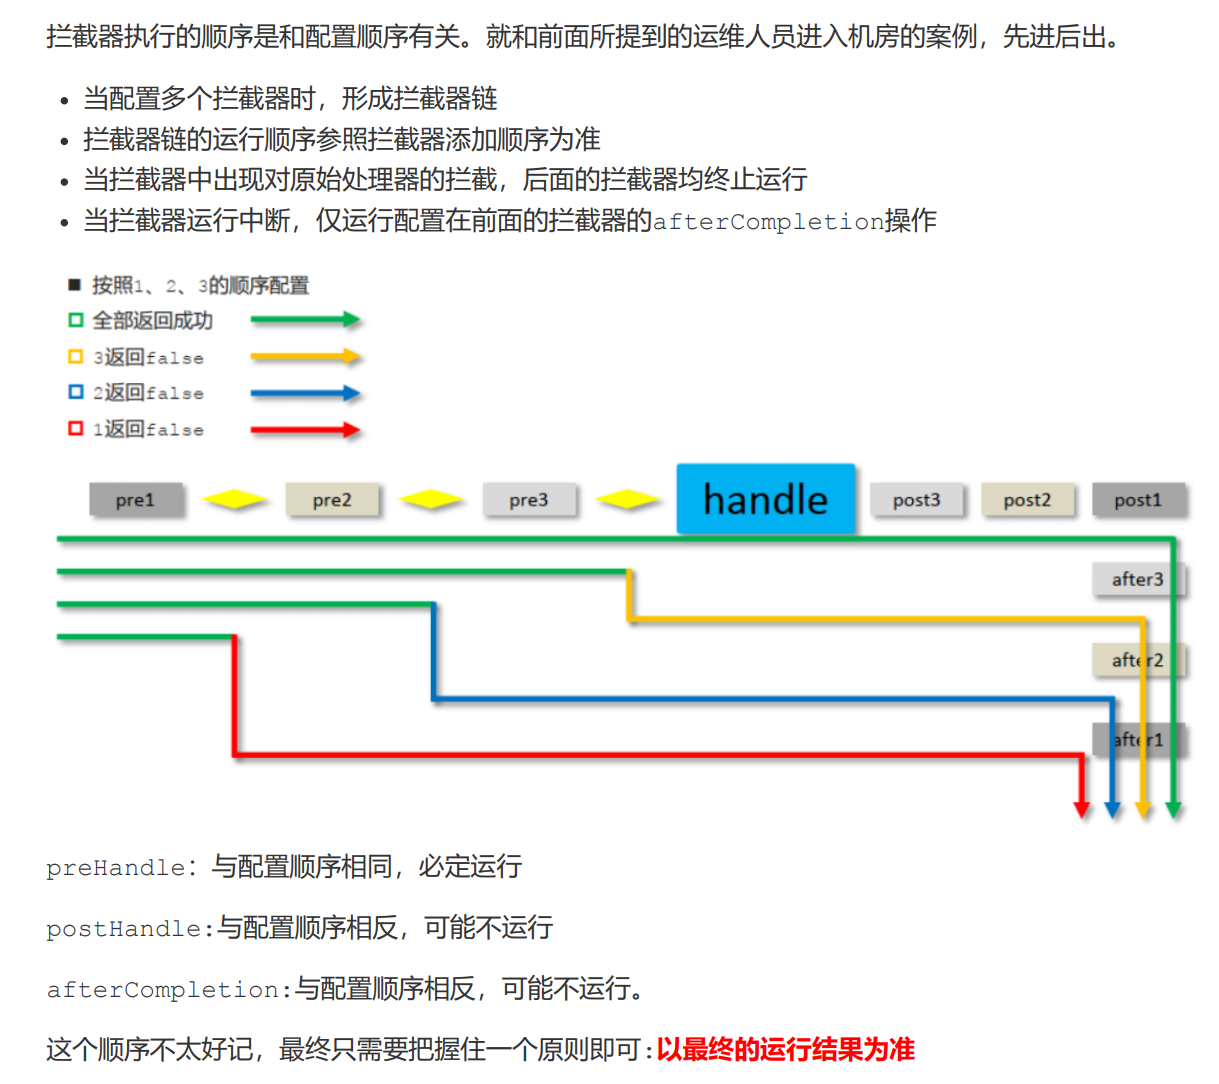 拦截器执行的顺序是和配置顺序有关。就和前面所提到的运维人员进入机房的案例，先进后出。
当配置多个拦截器时，形成拦截器链
拦截器链的运行顺序参照拦截器添加顺序为准
当拦截器中出现对原始处理器的拦截，后面的拦截器均终止运行
当拦截器运行中断，仅运行配置在前面的拦截器的afterCompletion操作
按照1、2、3的顺序配置
全部返回成功
3返回false
2返回false
1返回false
pre1 pre2 pre3 handle post3 post2 post1
after3
after2
after1
preHandle：与配置顺序相同，必定运行
postHandle:与配置顺序相反，可能不运行
afterCompletion:与配置顺序相反，可能不运行。
这个顺序不太好记，最终只需要把握住一个原则即可:以最终的运行结果为准